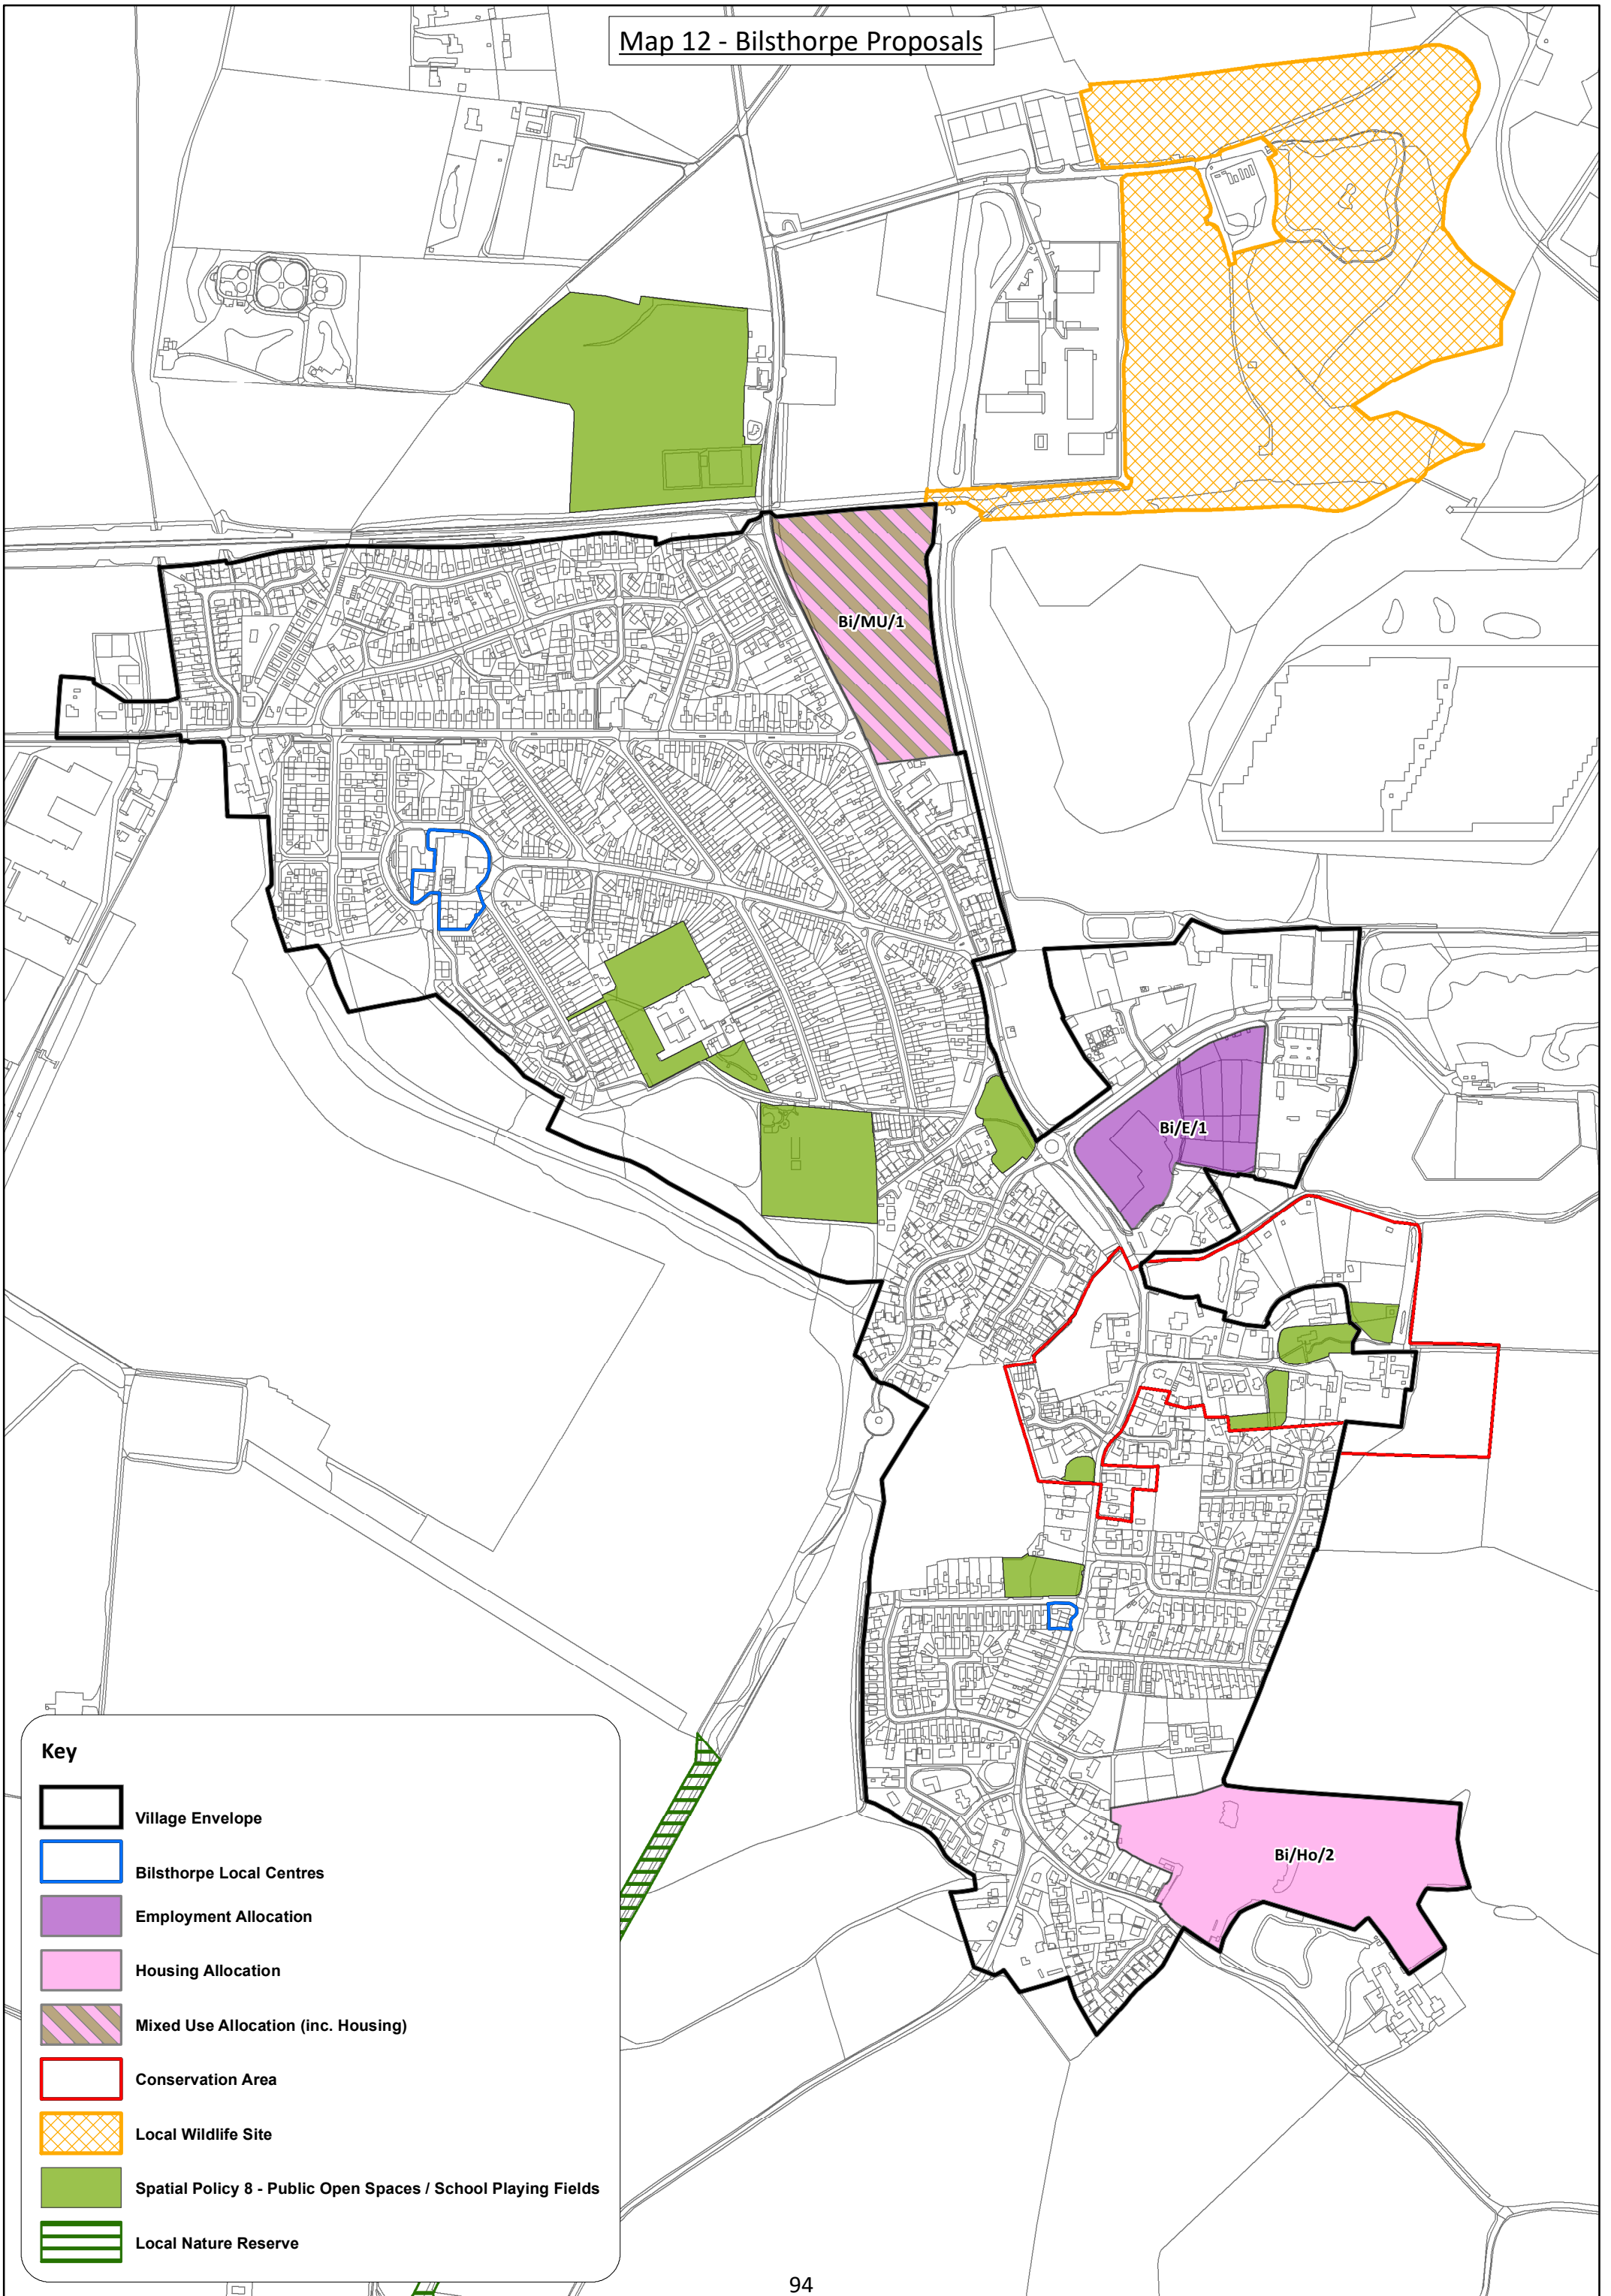 Map 12 - Bilsthorpe Proposals
Bi/MU/1
Bi/E/1
Bi/Ho/2
Key
Village Envelope
Bilsthorpe Local Centres
Employment Allocation
Housing Allocation
Mixed Use Allocation (inc. Housing)
Conservation Area
Local Wildlife Site
Spatial Policy 8 - Public Open Spaces / School Playing Fields
Local Nature Reserve
94